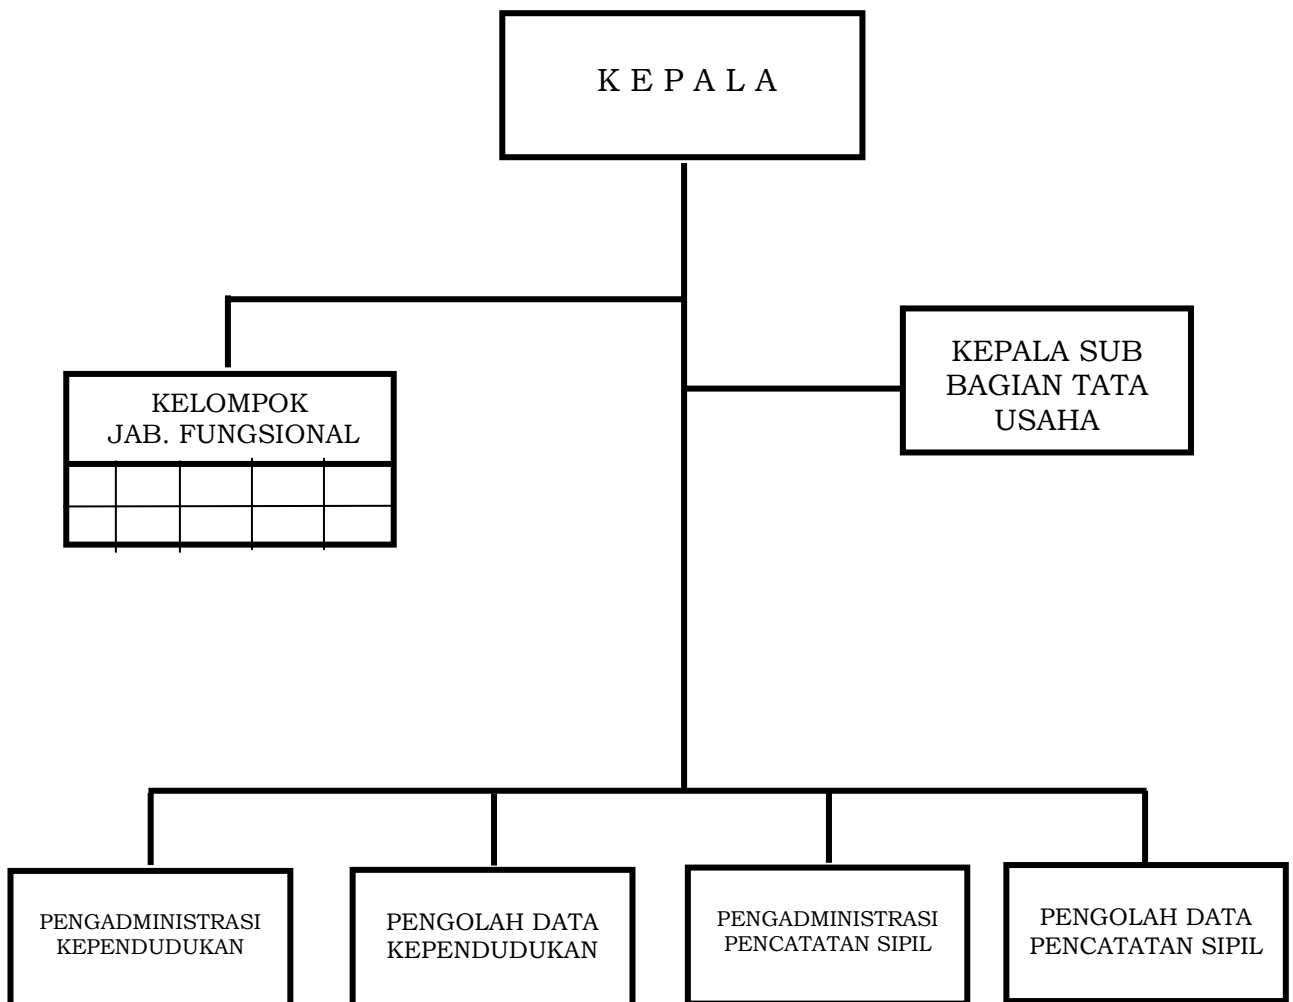 K E P A L A
KEPALA SUB
BAGIAN TATA
USAHA
KELOMPOK
JAB. FUNGSIONAL
PENGADMINISTRASI
KEPENDUDUKAN
PENGOLAH DATA
KEPENDUDUKAN
PENGADMINISTRASI
PENCATATAN SIPIL
PENGOLAH DATA
PENCATATAN SIPIL